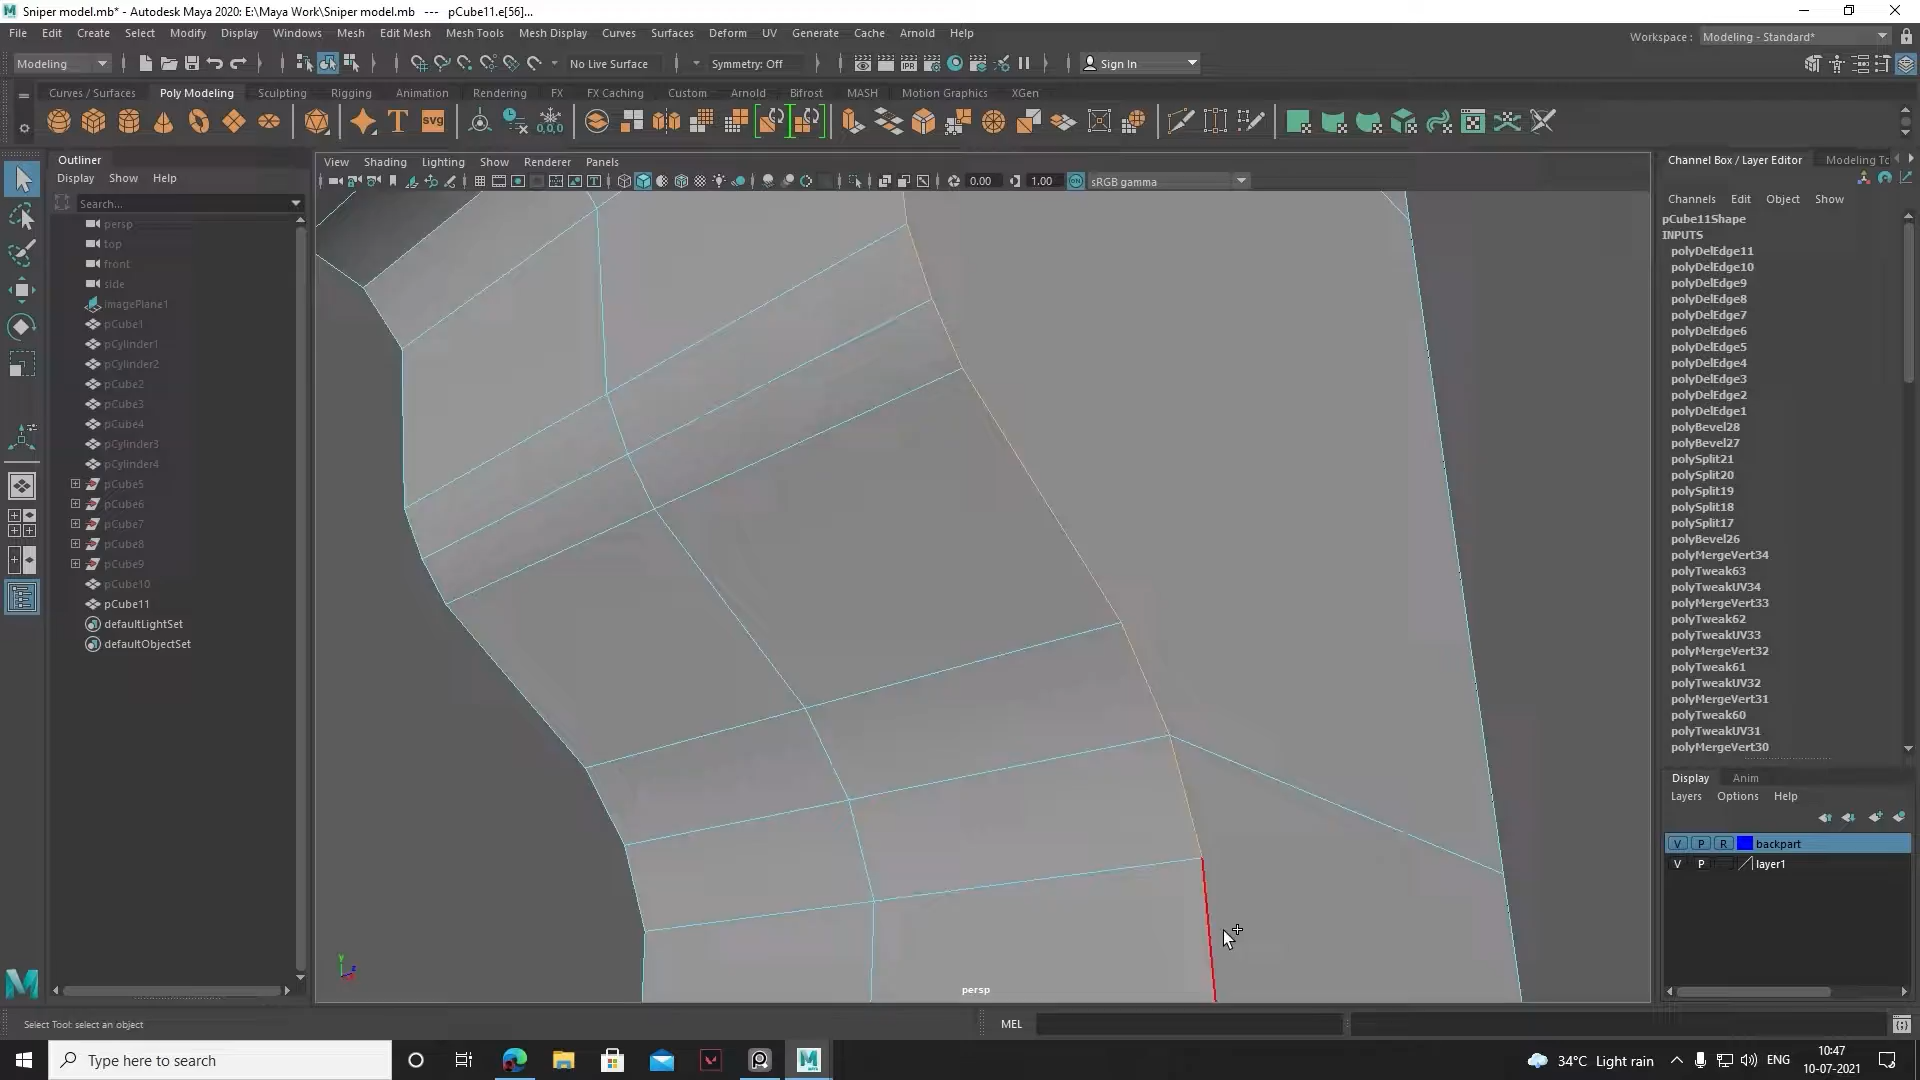 Sniper model.mb* - Autodesk Maya 2020: E:\Maya Work\Sniper model.mb   ---   pCube11.e[56]...
File Edit Create Select Modify Display Windows Mesh Edit Mesh Mesh Tools Mesh Display Curves Surfaces Deform UV Generate Cache Arnold Help
Workspace : Modeling - Standard*
Modeling No Live Surface Symmetry: Off Sign In
Curves / Surfaces Poly Modeling Sculpting Rigging Animation Rendering FX FX Caching Custom Arnold Bifrost MASH Motion Graphics XGen
Outliner
Display Show Help
Search...
persp
top
front
side
imagePlane1
pCube1
pCylinder1
pCylinder2
pCube2
pCube3
pCube4
pCylinder3
pCylinder4
pCube5
pCube6
pCube7
pCube8
pCube9
pCube10
pCube11
defaultLightSet
defaultObjectSet
View Shading Lighting Show Renderer Panels
0.00 1.00 sRGB gamma
persp
Channel Box / Layer Editor Modeling To
Channels Edit Object Show
pCube11Shape
INPUTS
polyDelEdge11
polyDelEdge10
polyDelEdge9
polyDelEdge8
polyDelEdge7
polyDelEdge6
polyDelEdge5
polyDelEdge4
polyDelEdge3
polyDelEdge2
polyDelEdge1
polyBevel28
polyBevel27
polySplit21
polySplit20
polySplit19
polySplit18
polySplit17
polyBevel26
polyMergeVert34
polyTweak63
polyTweakUV34
polyMergeVert33
polyTweak62
polyTweakUV33
polyMergeVert32
polyTweak61
polyTweakUV32
polyMergeVert31
polyTweak60
polyTweakUV31
polyMergeVert30
Display Anim
Layers Options Help
V P R backpart
V P layer1
Select Tool: select an object
MEL
Type here to search
34°C Light rain ENG 10:47
10-07-2021